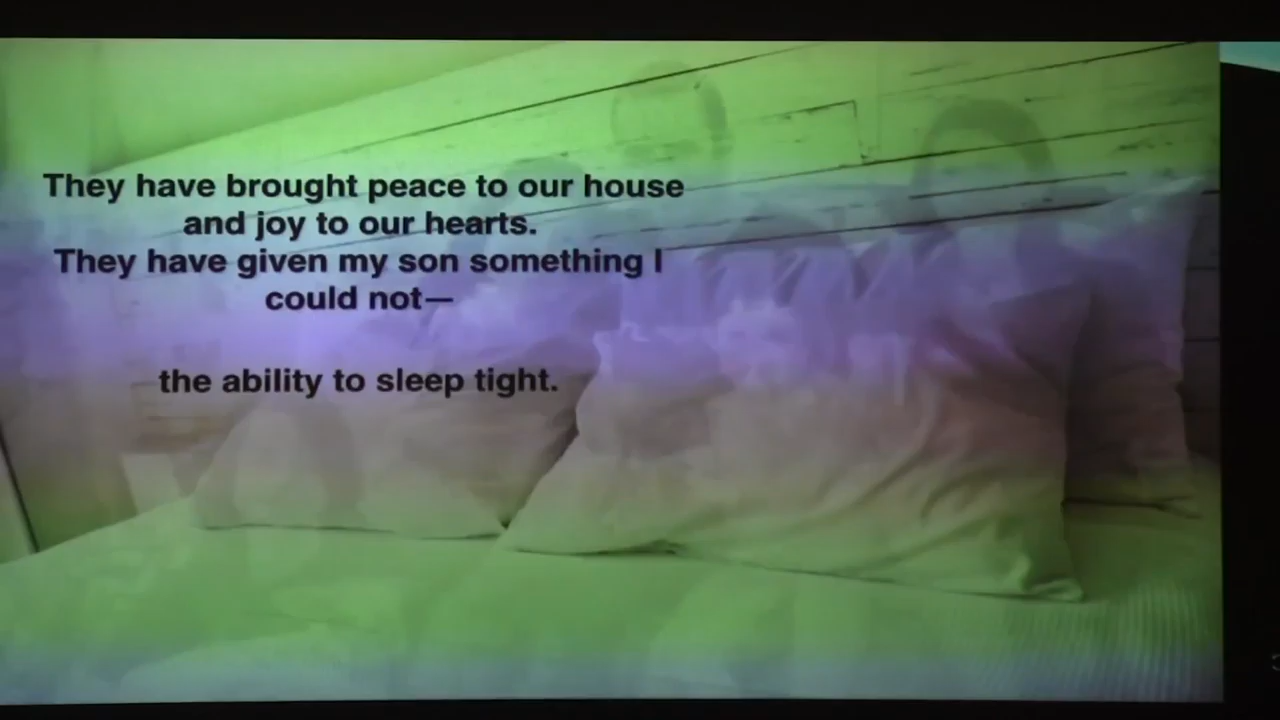 They have brought peace to our house
and joy to our hearts.
They have given my son something I
could not—
the ability to sleep tight.